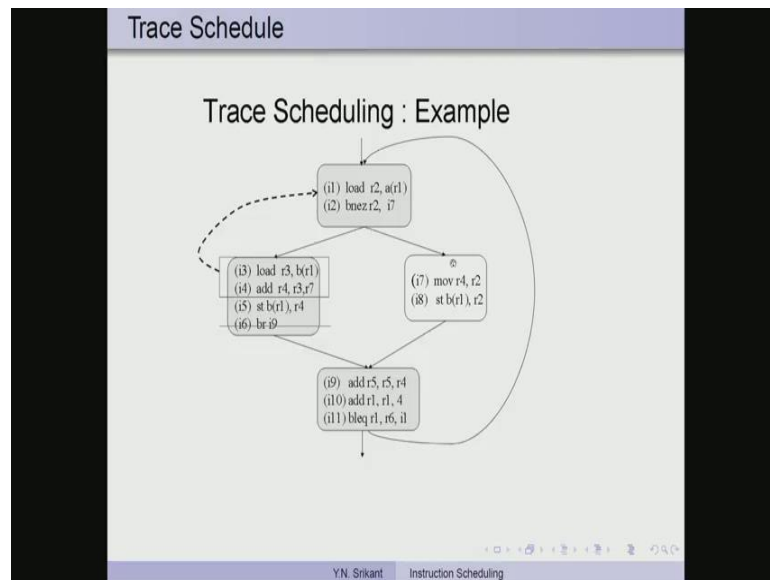 Trace Schedule
Trace Scheduling : Example
(i1) load r2, a(r1)
(i2) bnez r2, i7
(i3) load r3, b(r1)
(i4) add r4, r3,r7
(i5) st b(r1), r4
(i6) br i9
(i7) mov r4, r2
(i8) st b(r1), r2
(i9) add r5, r5, r4
(i10) add r1, r1, 4
(i11) bleq r1, r6, i1
Y.N. Srikant Instruction Scheduling